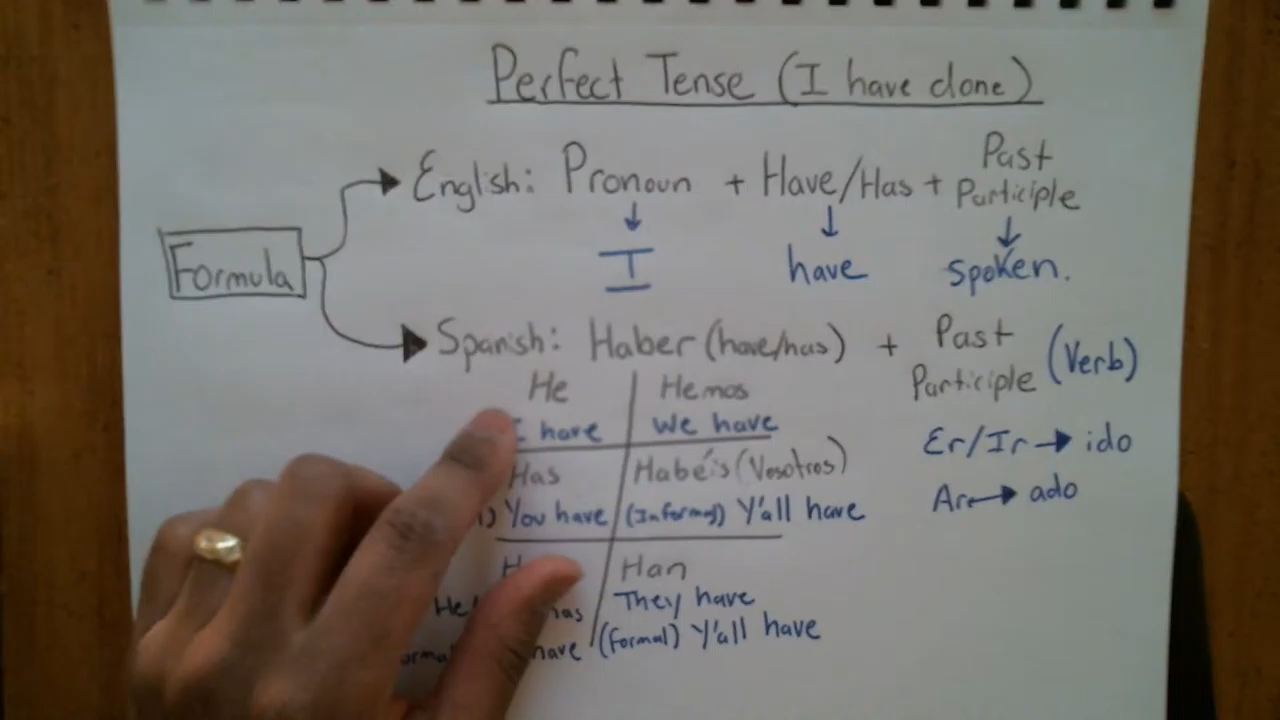 Perfect Tense (I have done)
English: Pronoun + Have/Has + Past Participle
I have spoken.
Formula
Spanish: Haber (have/has) + Past Participle (Verb)
He Hemos
I have We have
Er/Ir → ido
Has Habéis (Vosotros)
Ar → ado
You have (Informal) Y'all have
Han
They have
have (formal) Y'all have